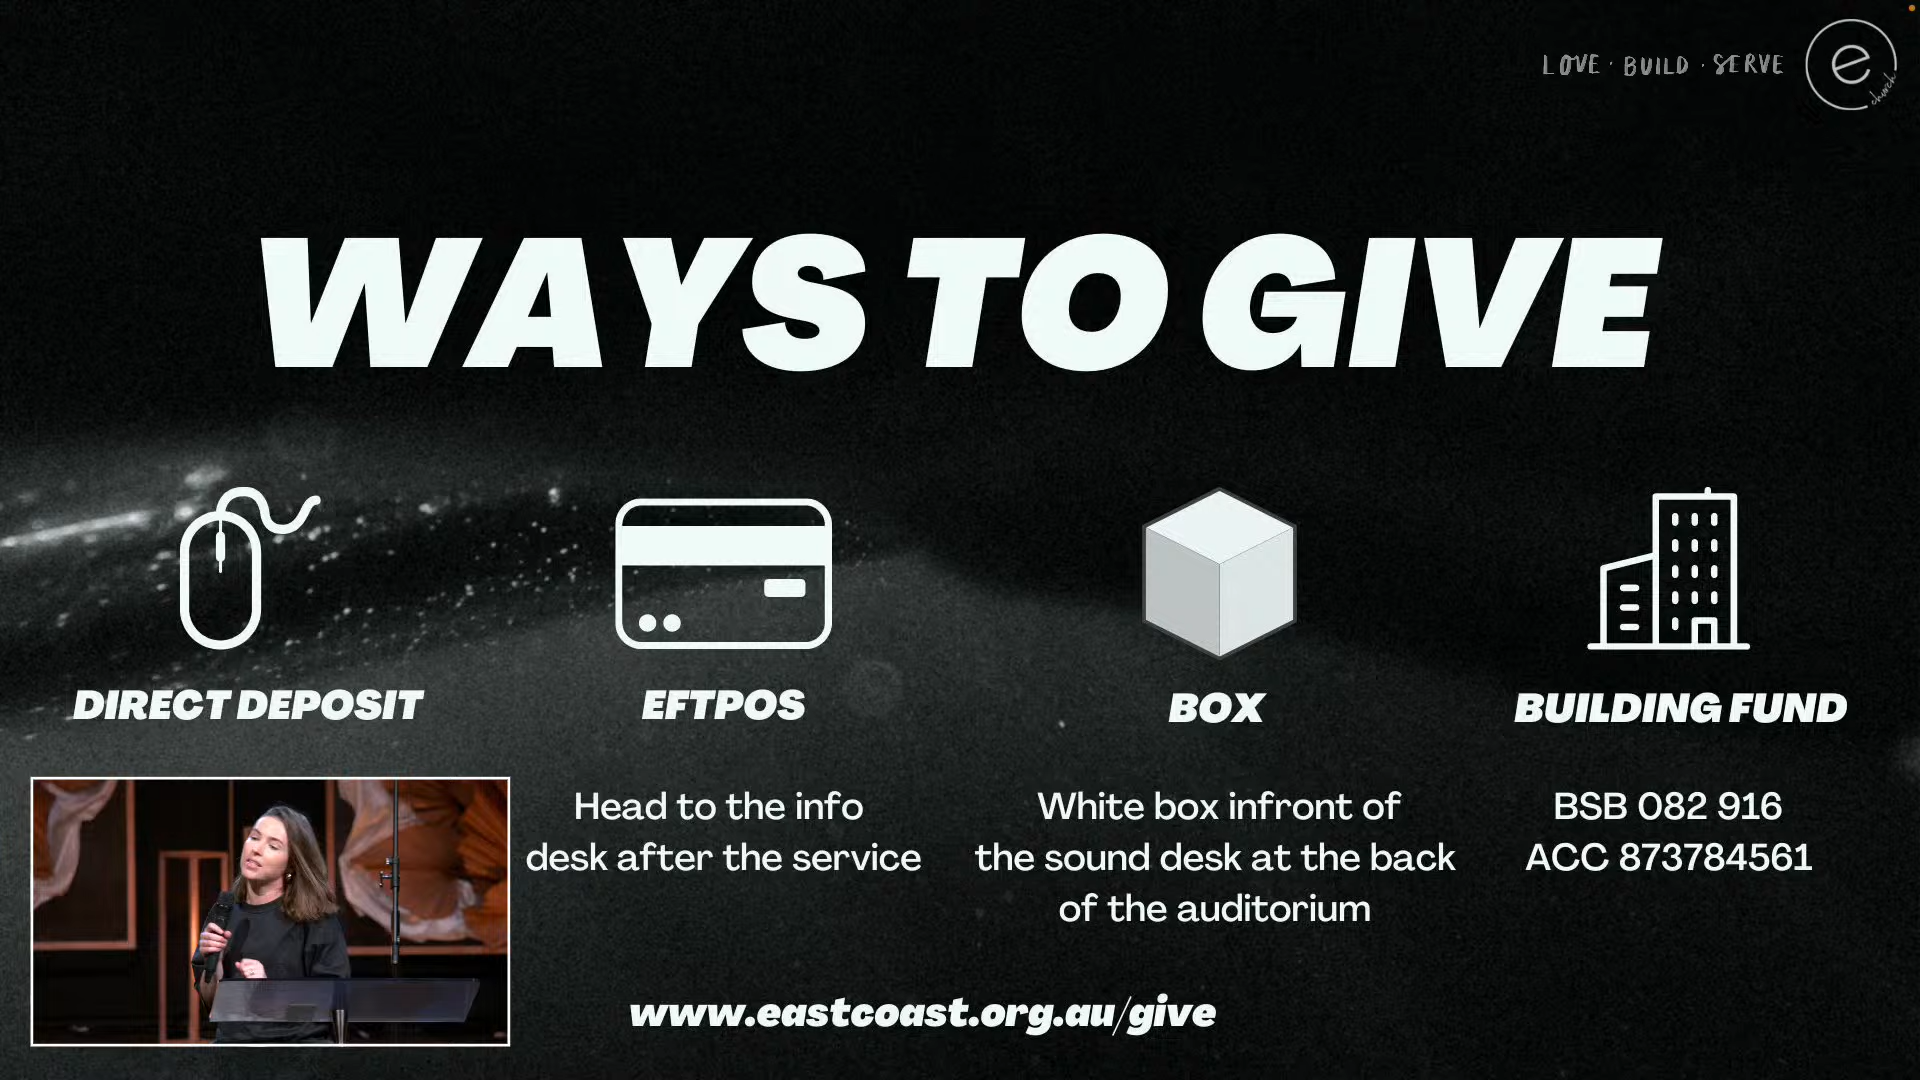 LOVE · BUILD · SERVE
e
church
WAYS TO GIVE
DIRECT DEPOSIT
EFTPOS
Head to the info
desk after the service
BOX
White box infront of
the sound desk at the back
of the auditorium
BUILDING FUND
BSB 082 916
ACC 873784561
www.eastcoast.org.au/give